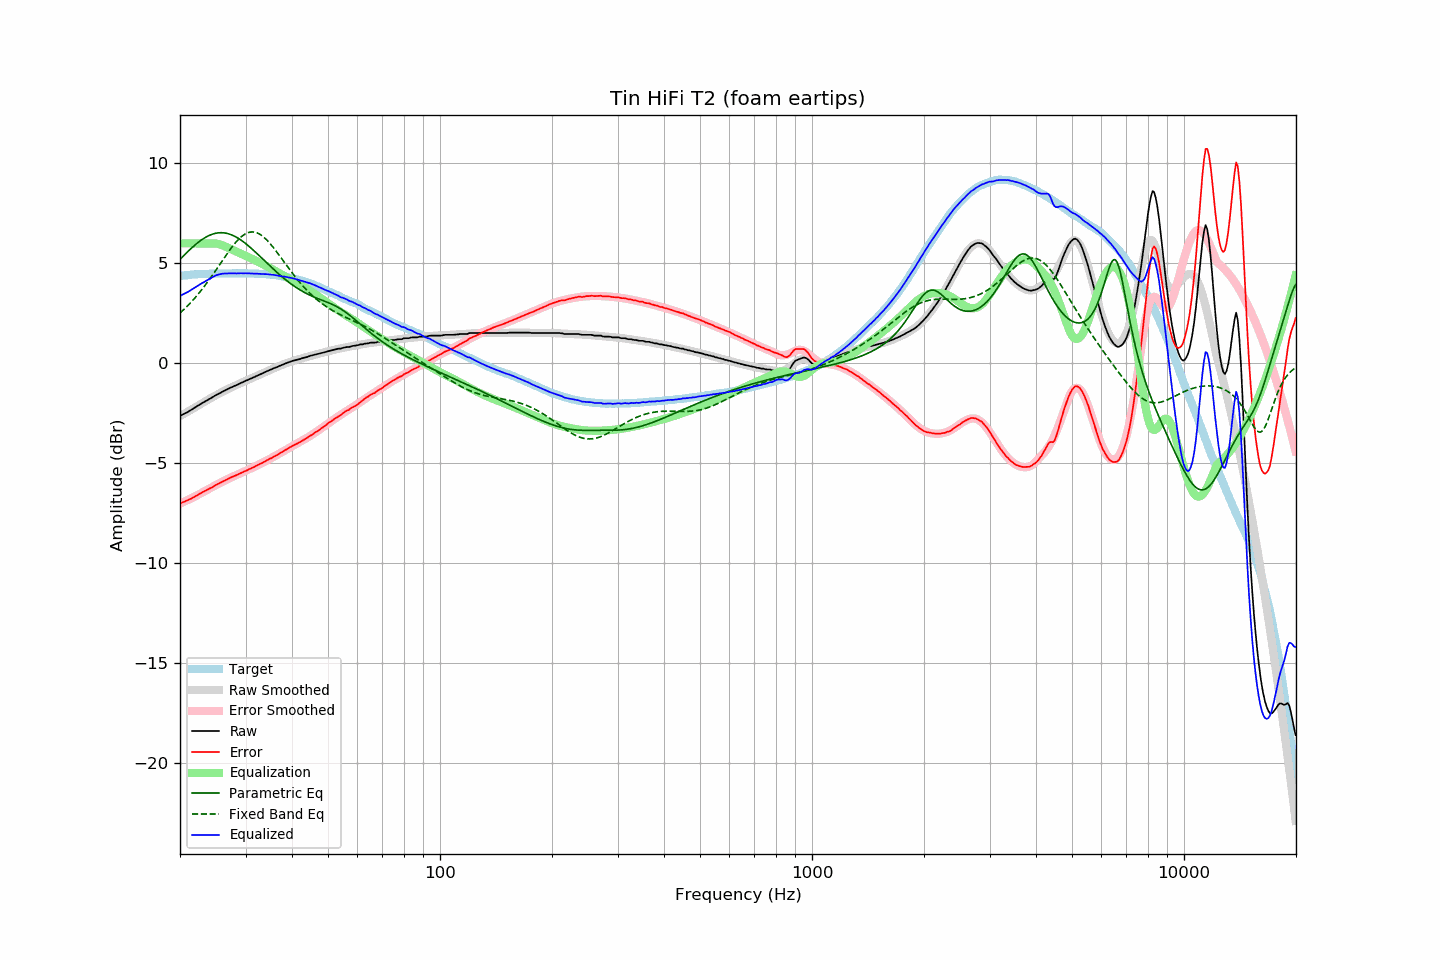 Tin HiFi T2 (foam eartips)
10
5
0
−5
−10
−15
−20
Amplitude (dBr)
Target
Raw Smoothed
Error Smoothed
Raw
Error
Equalization
Parametric Eq
Fixed Band Eq
Equalized
100
1000
10000
Frequency (Hz)